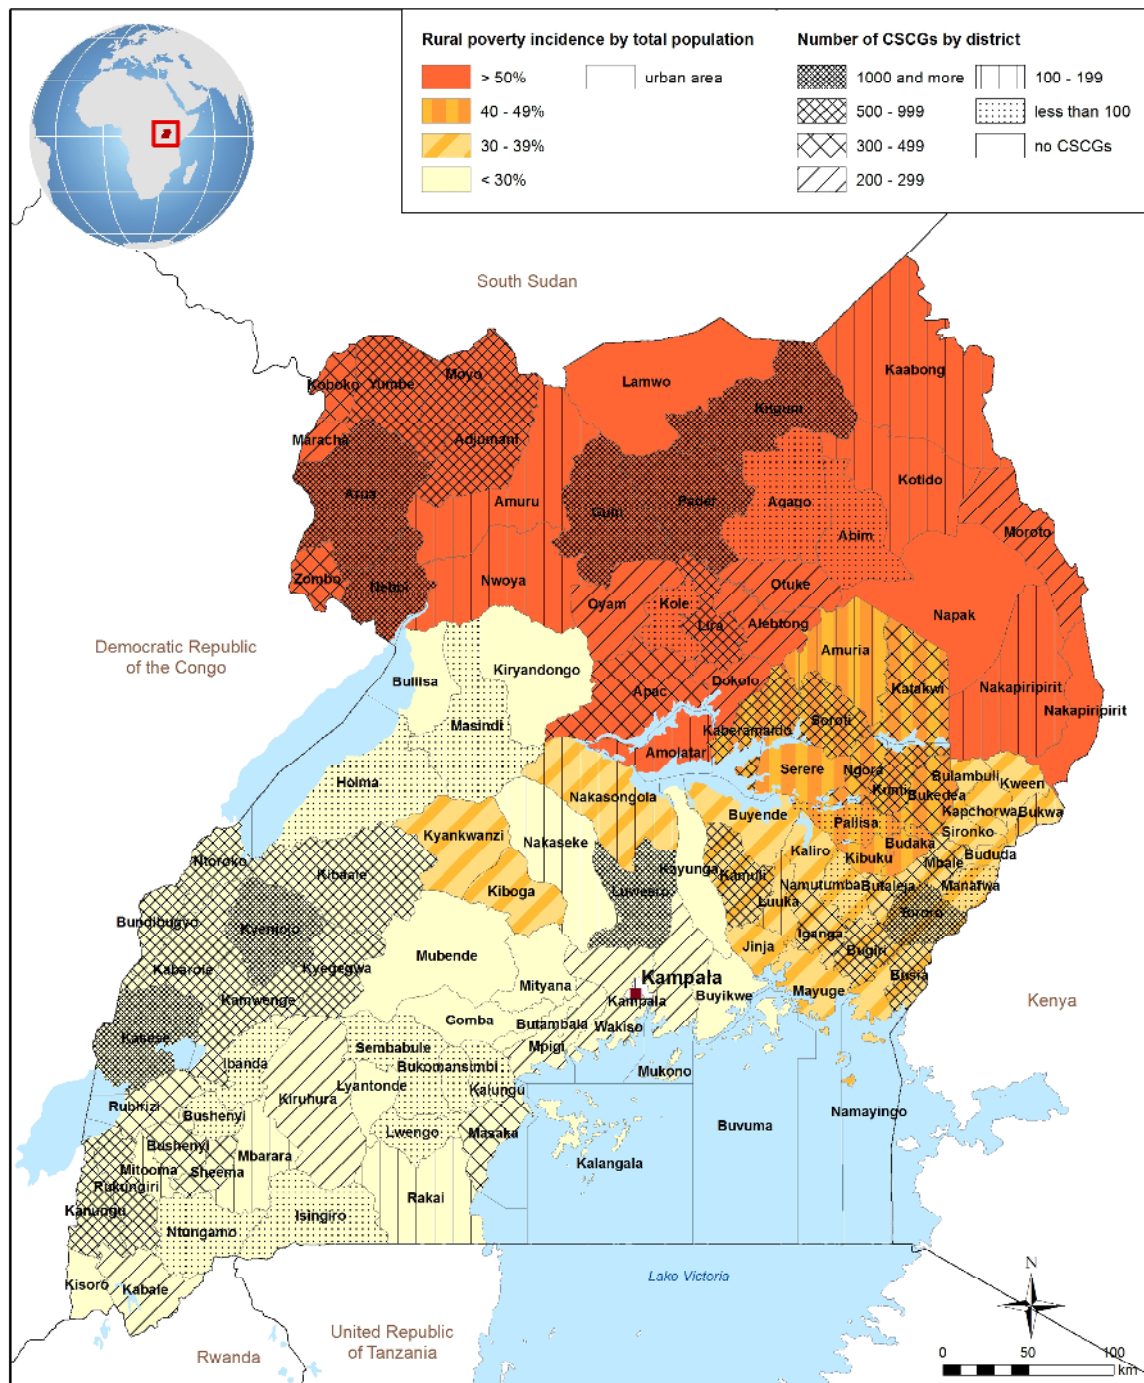 Rural poverty incidence by total population
Number of CSCGs by district
> 50%
urban area
1000 and more
100 - 199
40 - 49%
500 - 999
less than 100
30 - 39%
300 - 499
no CSCGs
< 30%
200 - 299
South Sudan
Kaabong
Moyo
Koboko
Yumbe
Lamwo
Kitgum
Maracha
Adjumani
Kotido
Arua
Amuru
Gulu
Pader
Agago
Abim
Moroto
Zombo
Nebbi
Nwoya
Otuke
Oyam
Kole
Lira
Alebtong
Napak
Democratic Republic
of the Congo
Amuria
Kiryandongo
Buliisa
Apac
Dokolo
Katakwi
Nakapiripirit
Nakapiripirit
Masindi
Kaberamaido
Soroti
Amolatar
Hoima
Serere
Ngora
Bulambuli
Kween
Kumi
Bukedea
Nakasongola
Buyende
Kapchorwa
Bukwa
Kyankwanzi
Nakaseke
Pallisa
Sironko
Kaliro
Budaka
Kibuku
Mbale
Bududa
Ntoroko
Kibaale
Kayunga
Kamuli
Kiboga
Luwesro
Namutumba
Butaleja
Manafwa
Luuka
Tororo
Bundibugyo
Kyenjojo
Iganga
Kabarole
Kyegegwa
Mubende
Jinja
Bugiri
Kampala
Mityana
Busia
Kamwenge
Kampala
Buyikwe
Mayuge
Kenya
Gomba
Butambala
Wakiso
Kasese
Sembabule
Mpigi
Ibanda
Bukomansimbi
Mukono
Lyantonde
Kalungu
Kiruhura
Rubirizi
Bushenyi
Namayingo
Buvuma
Lwengo
Masaka
Bushenyi
Mbarara
Kalangala
Mitooma
Sheema
Rukungiri
Rakai
Kanungu
Isingiro
Ntungamo
Kisoro
Kabale
Lake Victoria
N
United Republic
of Tanzania
Rwanda
0
50
100
km